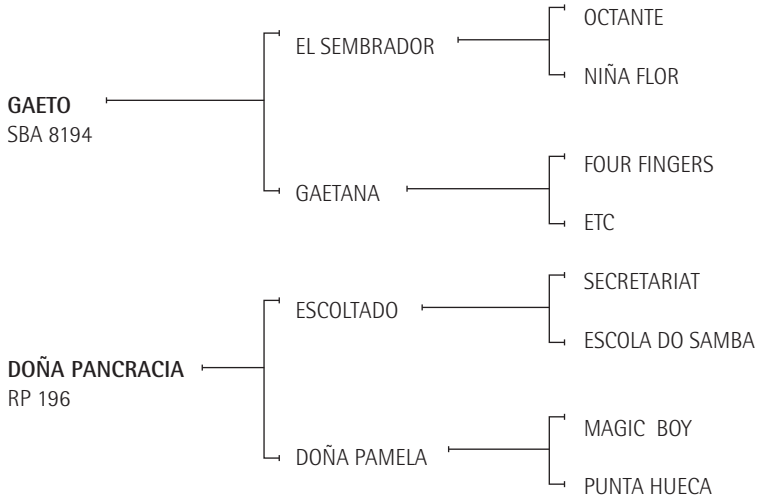 OCTANTE
EL SEMBRADOR
NIÑA FLOR
GAETO
SBA 8194
FOUR FINGERS
GAETANA
ETC
SECRETARIAT
ESCOLTADO
ESCOLA DO SAMBA
DOÑA PANCRACIA
RP 196
MAGIC BOY
DOÑA PAMELA
PUNTA HUECA